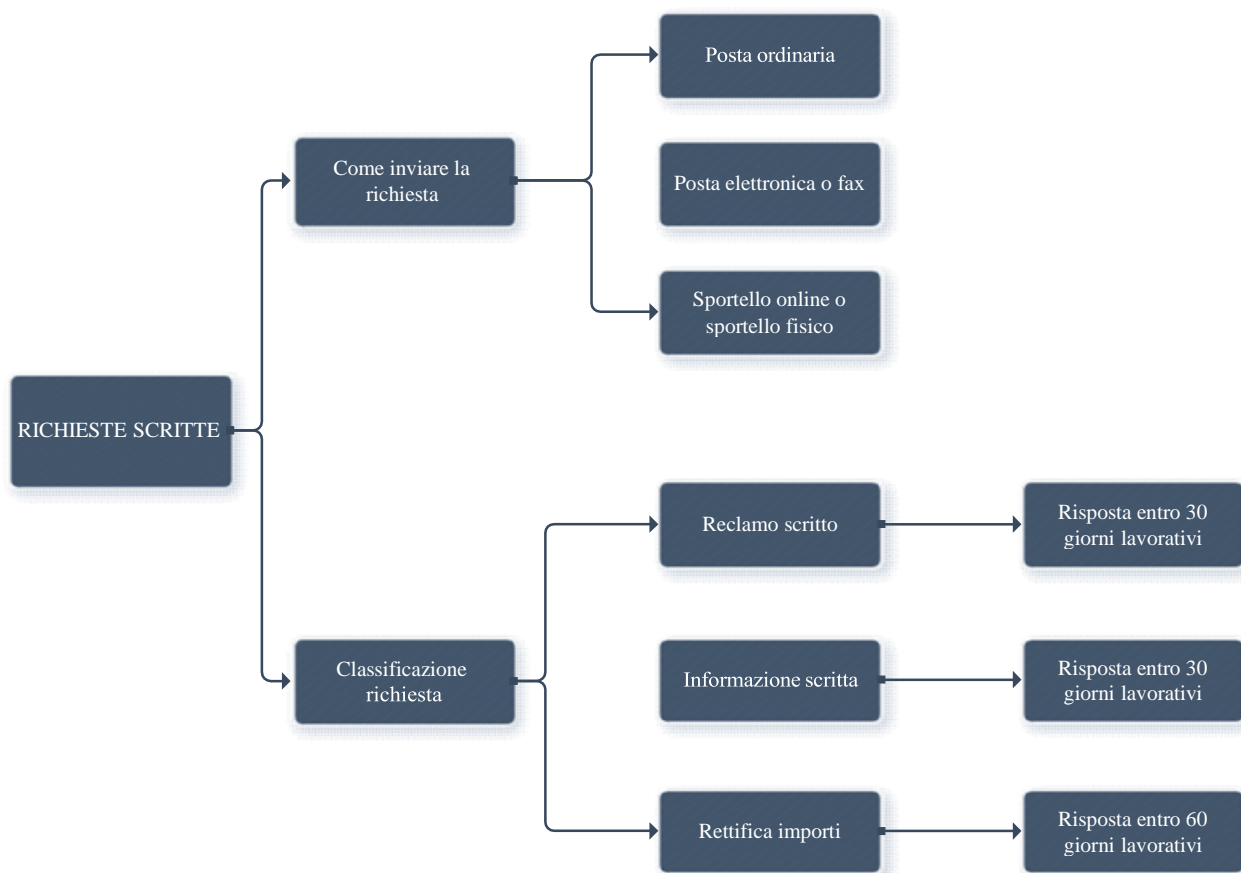 Posta ordinaria
Come inviare la
richiesta
Posta elettronica o fax
Sportello online o
sportello fisico
RICHIESTE SCRITTE
Reclamo scritto
Risposta entro 30
giorni lavorativi
Classificazione
richiesta
Informazione scritta
Risposta entro 30
giorni lavorativi
Rettifica importi
Risposta entro 60
giorni lavorativi